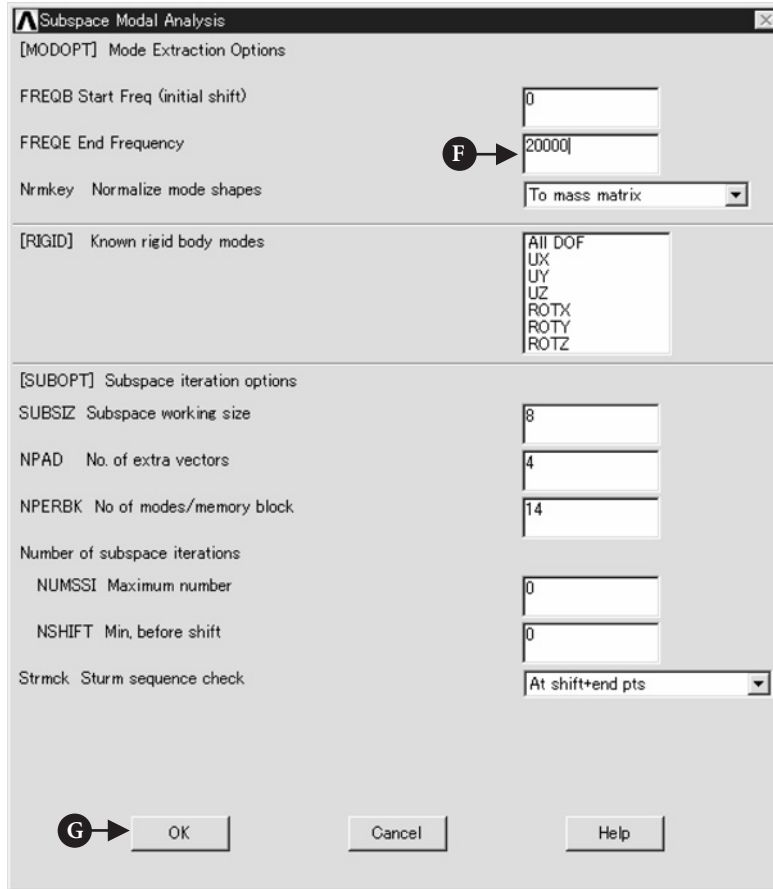 Subspace Modal Analysis
[MODOPT] Mode Extraction Options
FREQB Start Freq (initial shift) 0
FREQE End Frequency F 20000
Nrmkey Normalize mode shapes To mass matrix
[RIGID] Known rigid body modes All DOF
UX
UY
UZ
ROTX
ROTY
ROTZ
[SUBOPT] Subspace iteration options
SUBSIZ Subspace working size 8
NPAD No. of extra vectors 4
NPERBK No of modes/memory block 14
Number of subspace iterations
NUMSSI Maximum number 0
NSHIFT Min, before shift 0
Strmck Sturm sequence check At shift+end pts
G OK Cancel Help